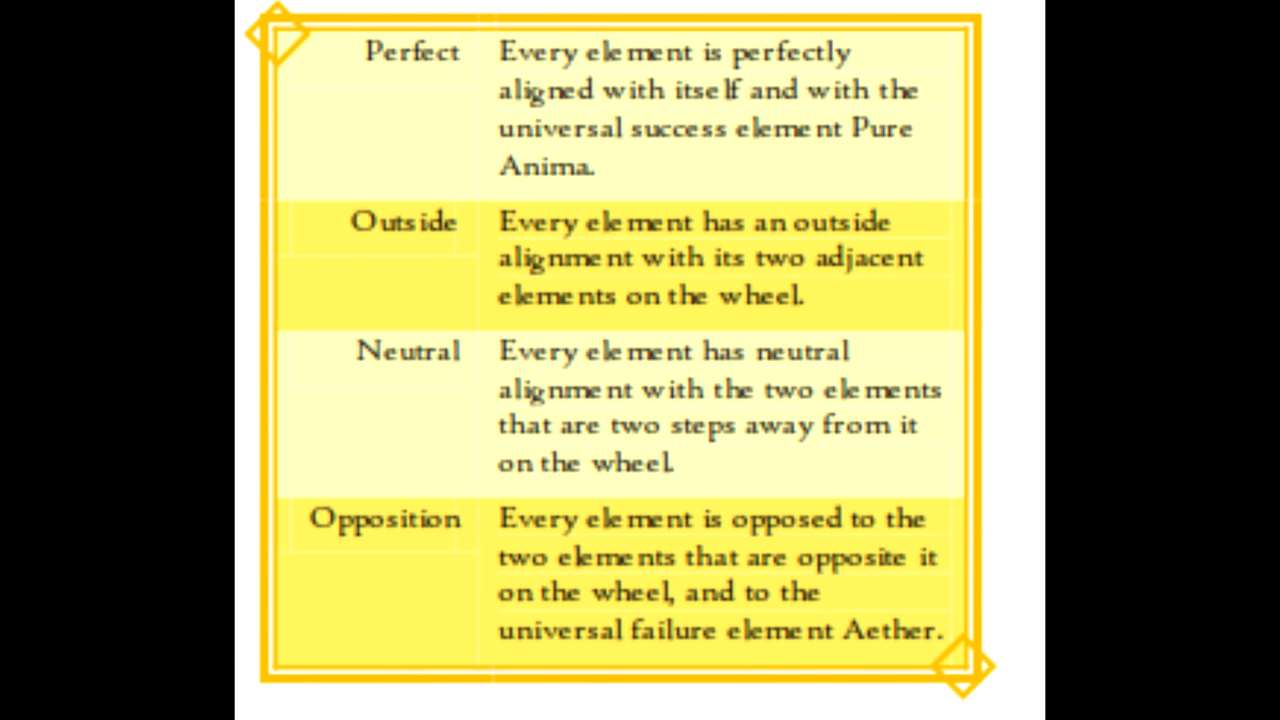 Perfect Every element is perfectly
aligned with itself and with the
universal success element Pure
Anima.
Outside Every element has an outside
alignment with its two adjacent
elements on the wheel.
Neutral Every element has neutral
alignment with the two elements
that are two steps away from it
on the wheel.
Opposition Every element is opposed to the
two elements that are opposite it
on the wheel, and to the
universal failure element Aether.